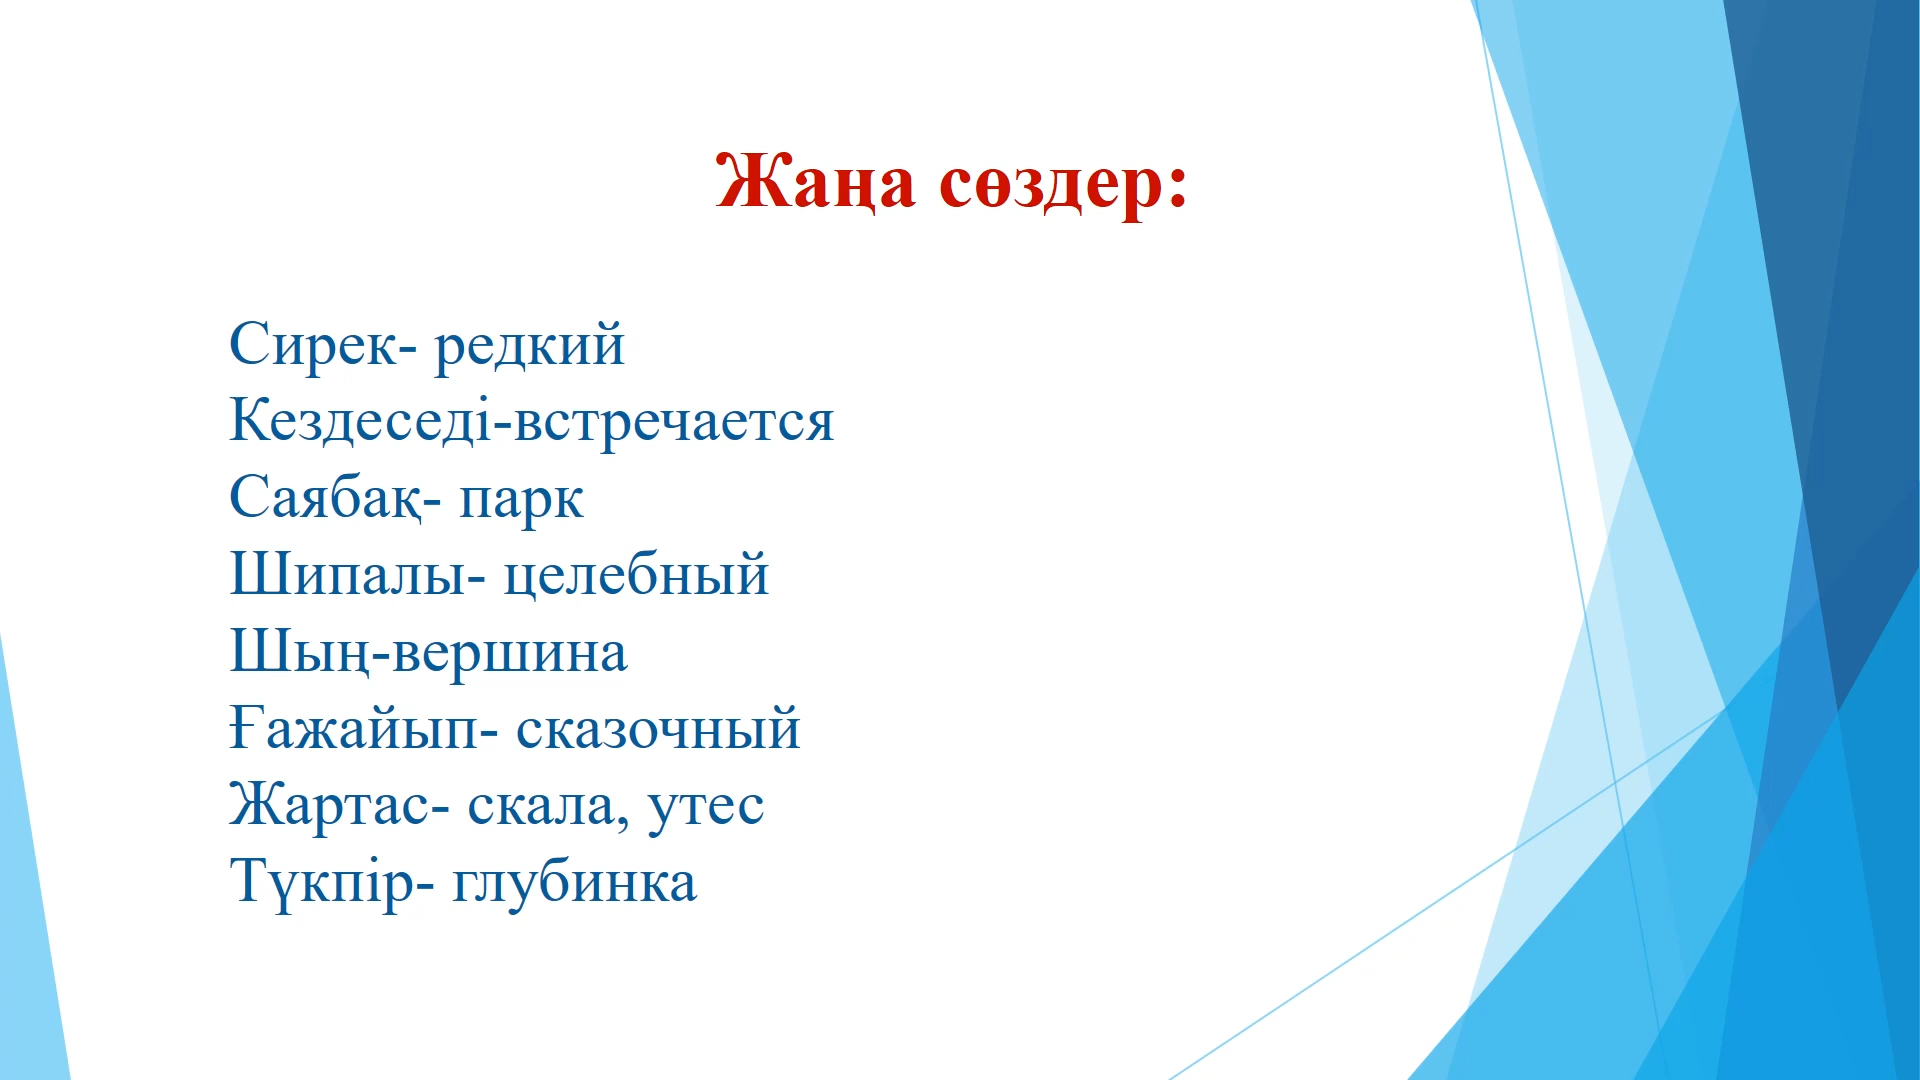 Жаңа сөздер:
Сирек- редкий
Кездеседі-встречается
Саябақ- парк
Шипалы- целебный
Шың-вершина
Ғажайып- сказочный
Жартас- скала, утес
Түкпір- глубинка